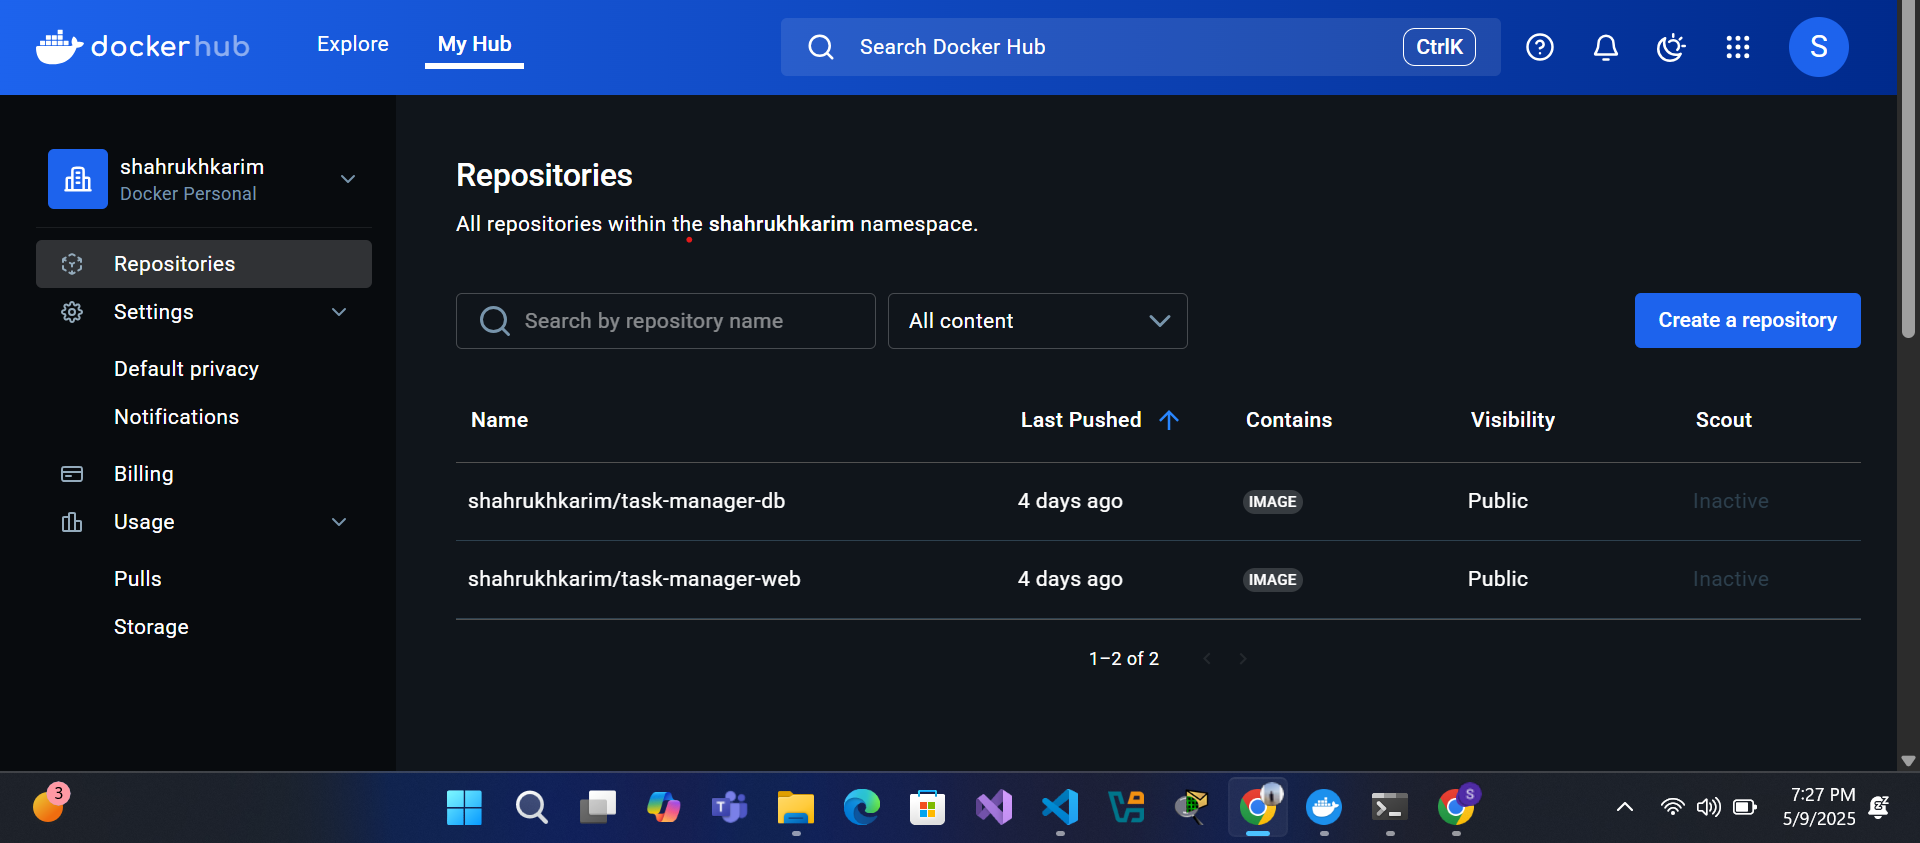 dockerhub Explore My Hub Search Docker Hub CtrlK S
shahrukhkarim
Docker Personal
Repositories
Settings
Default privacy
Notifications
Billing
Usage
Pulls
Storage
Repositories
All repositories within the shahrukhkarim namespace.
Search by repository name All content Create a repository
Name Last Pushed Contains Visibility Scout
shahrukhkarim/task-manager-db 4 days ago IMAGE Public Inactive
shahrukhkarim/task-manager-web 4 days ago IMAGE Public Inactive
1–2 of 2
3
T
S
7:27 PM
5/9/2025